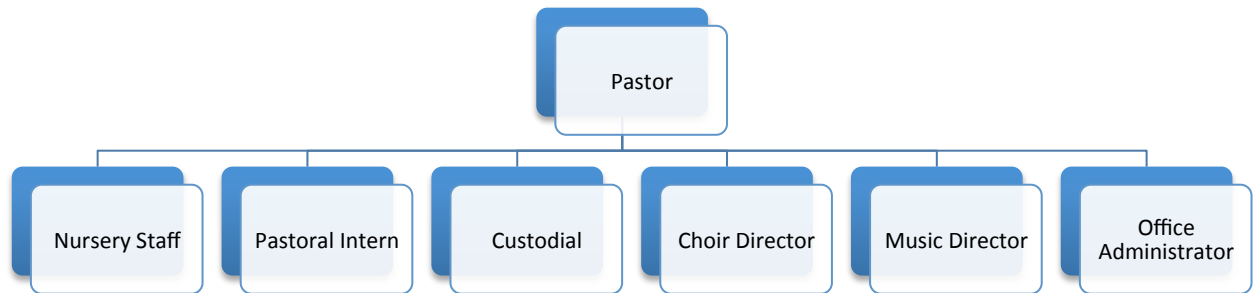 Pastor
Nursery Staff
Pastoral Intern
Custodial
Choir Director
Music Director
Office
Administrator